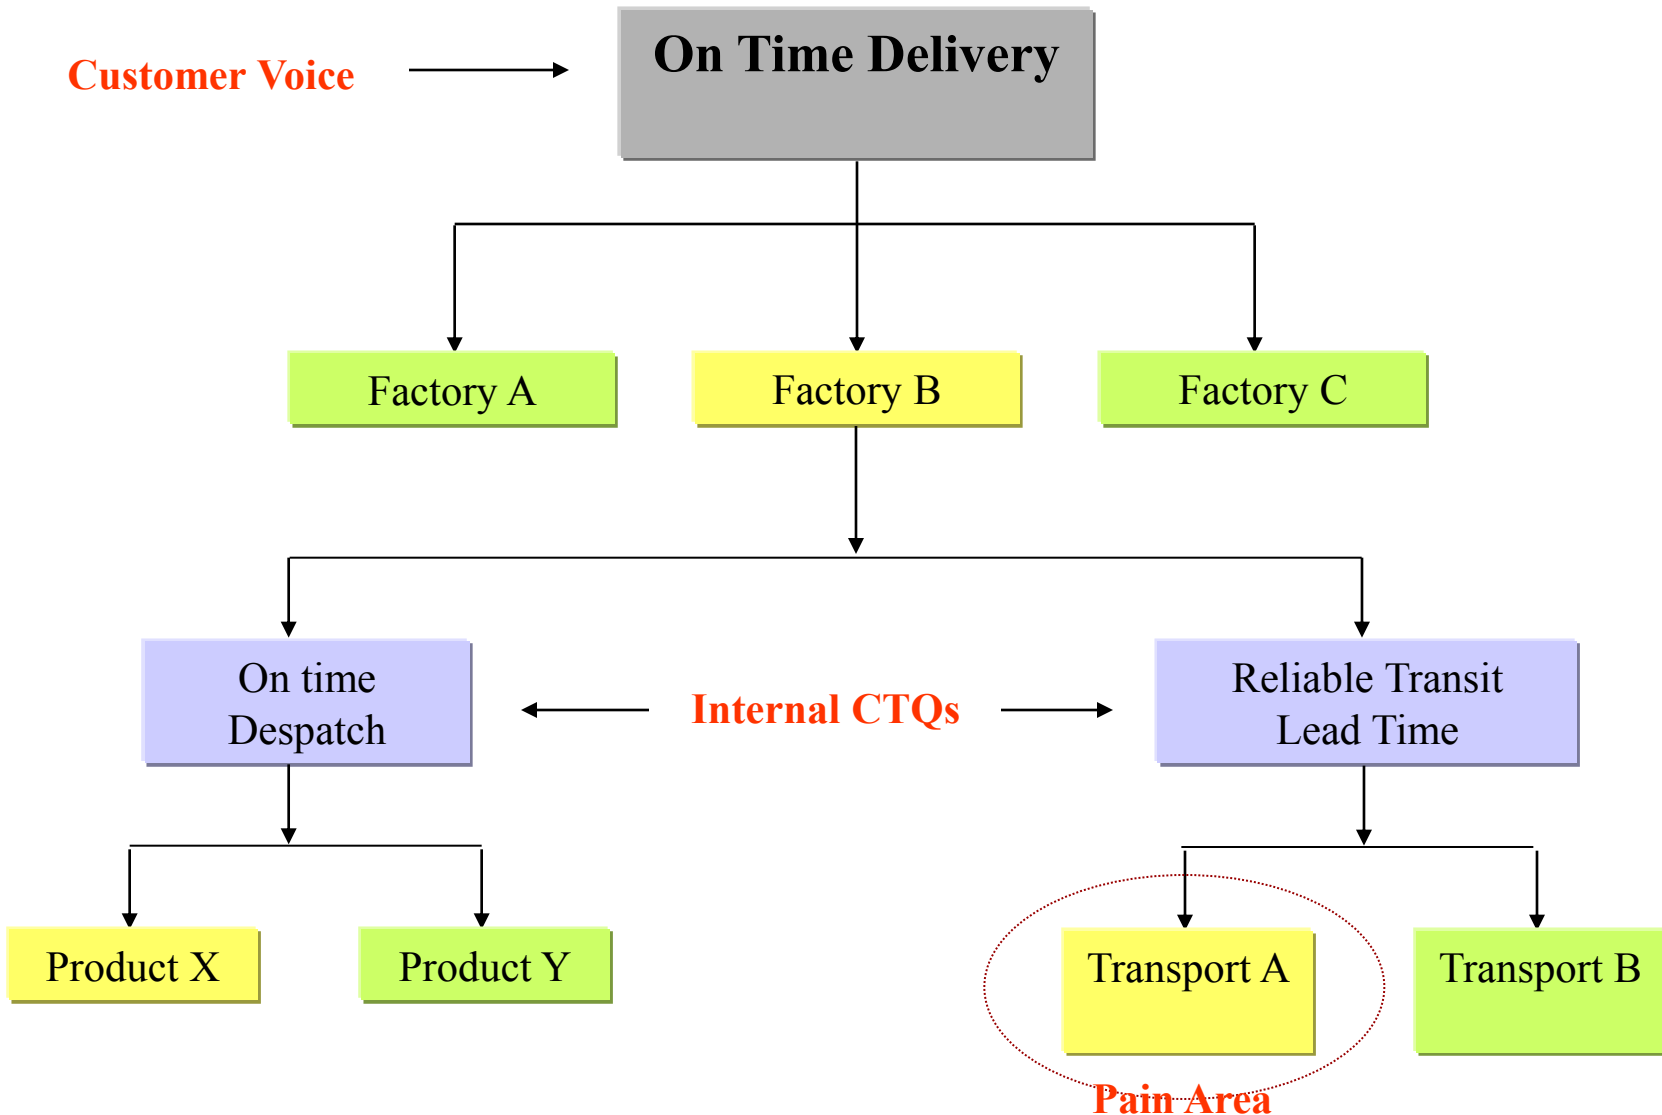 On Time Delivery
Customer Voice
Factory A
Factory B
Factory C
On time
Despatch
Internal CTQs
Reliable Transit
Lead Time
Product X
Product Y
Transport A
Transport B
Pain Area